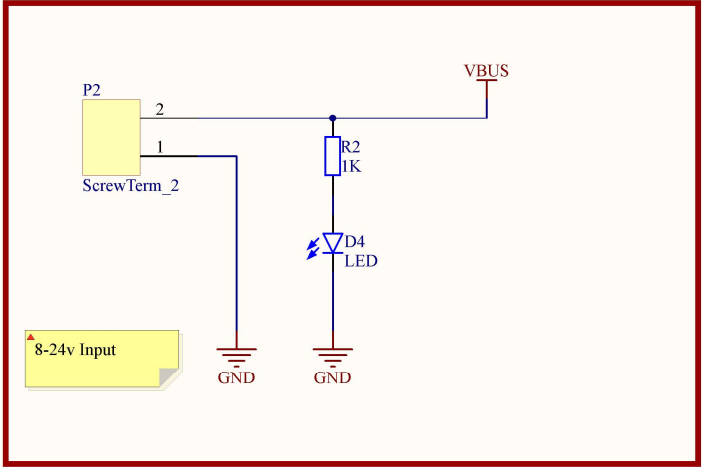 VBUS
P2
2
1
ScrewTerm_2
R2
1K
D4
LED
8-24v Input
GND
GND